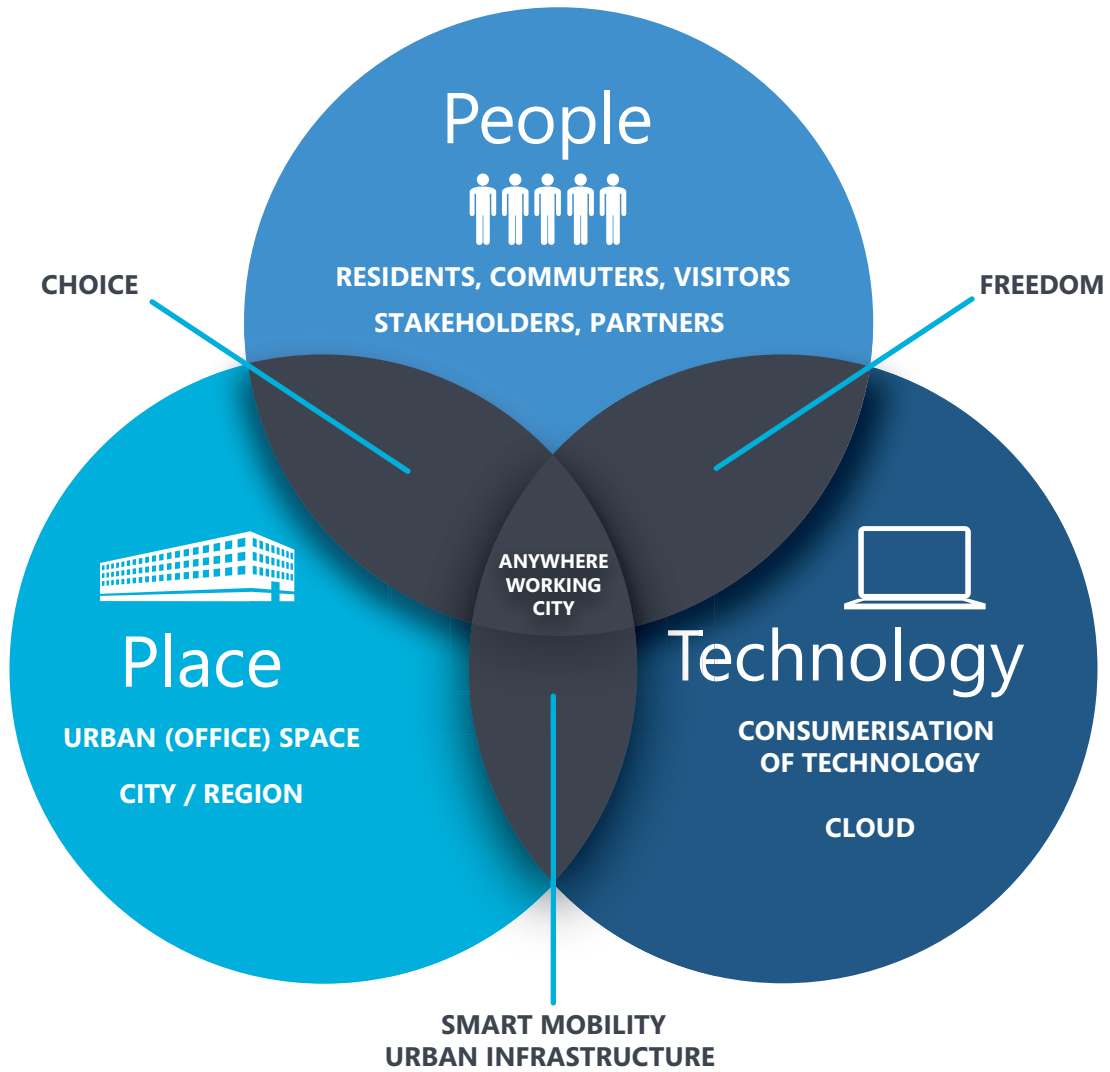 People
RESIDENTS, COMMUTERS, VISITORS
STAKEHOLDERS, PARTNERS
CHOICE
FREEDOM
ANYWHERE
WORKING
CITY
Place
URBAN (OFFICE) SPACE
CITY / REGION
Technology
CONSUMERISATION
OF TECHNOLOGY
CLOUD
SMART MOBILITY
URBAN INFRASTRUCTURE